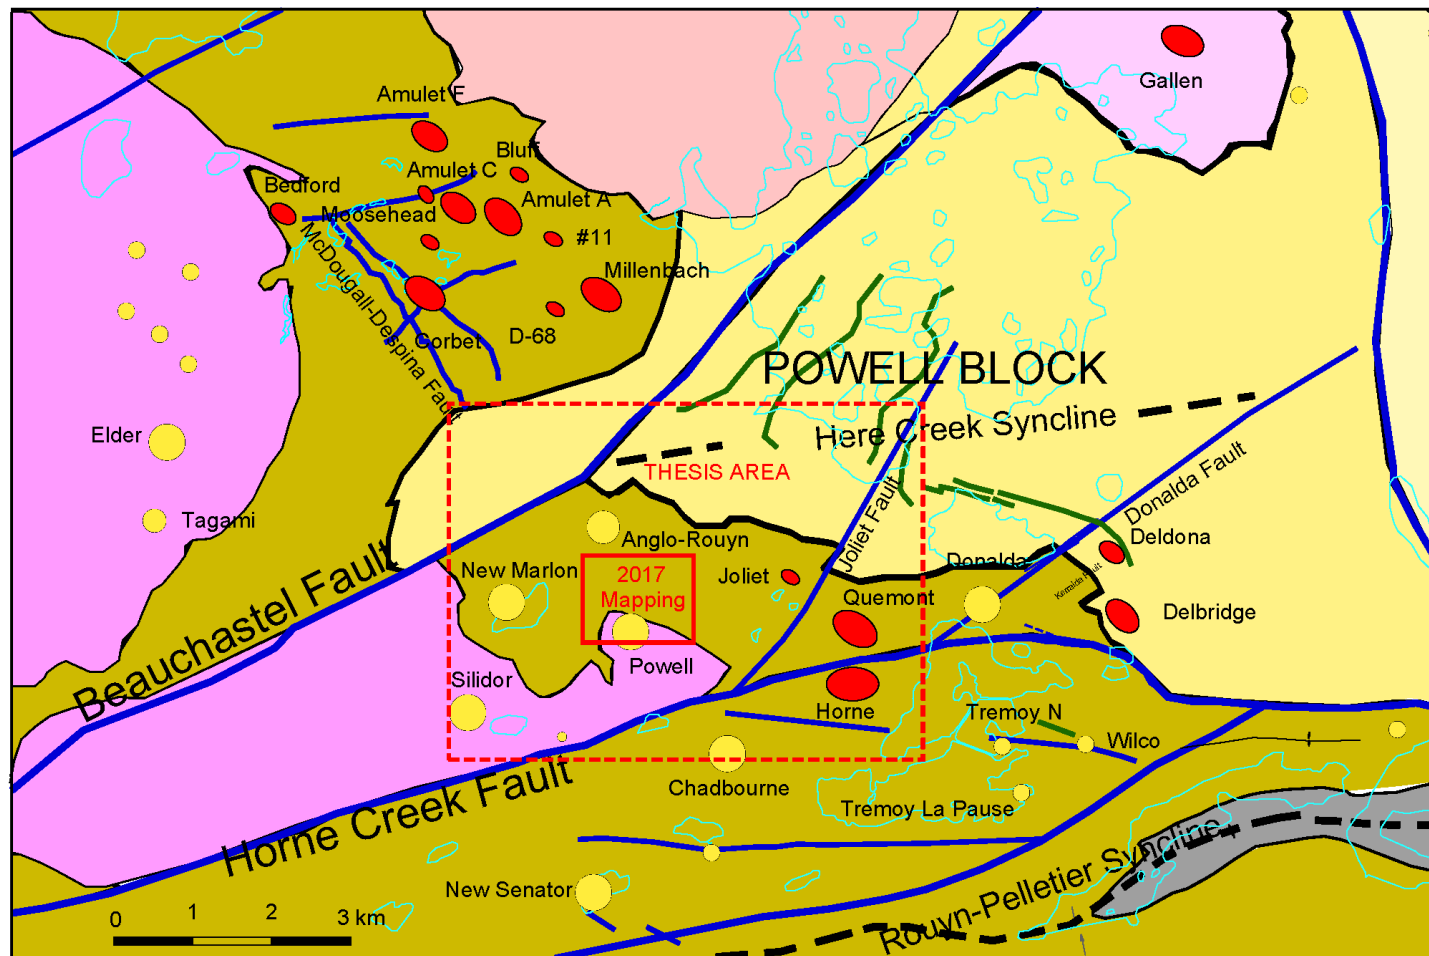 Gallen
Amulet F
Bluff
Amulet C
Bedford
Amulet A
Moosehead
#11
McDougall-Despina Fault
Millenbach
Corbet
D-68
POWELL BLOCK
Here Creek Syncline
Elder
THESIS AREA
Donalda Fault
Joliet Fault
Tagami
Anglo-Rouyn
Deldona
Beauchastel Fault
New Marlon
2017
Mapping
Joliet
Donalda
Quemont
Delbridge
Powell
Silidor
Horne
Tremoy N
Wilco
Horne Creek Fault
Chadbourne
Tremoy La Pause
Rouyn-Pelletier Syncline
New Senator
0 1 2 3 km